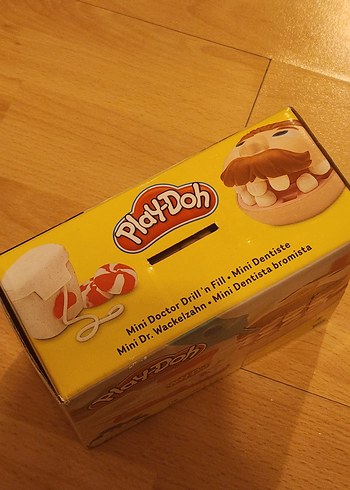 PLAY-DOH
Mini Doctor Drill 'n Fill • Mini Dentiste
Mini Dr. Wackelzahn • Mini Dentista bromista
PLAY-DOH